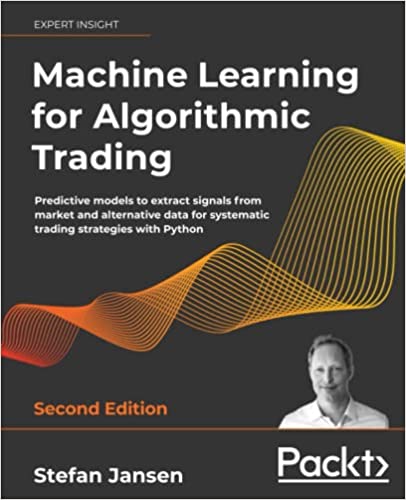 EXPERT INSIGHT
Machine Learning
for Algorithmic
Trading
Predictive models to extract signals from
market and alternative data for systematic
trading strategies with Python
Second Edition
Stefan Jansen
Packt>